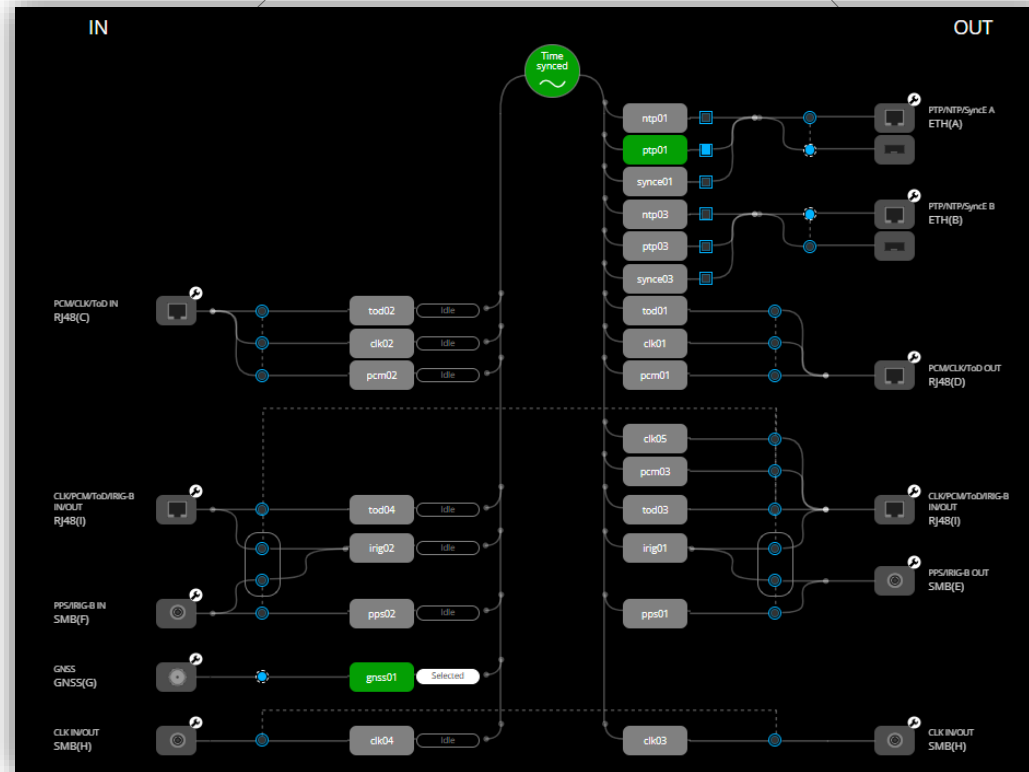 IN
OUT
Time
synced
ntp01
PTP/NTP/SyncE A
ETH(A)
ptp01
synce01
ntp03
PTP/NTP/SyncE B
ETH(B)
ptp03
synce03
PCM/CLK/ToD IN
RJ48(C)
tod02
Idle
tod01
clk02
Idle
clk01
pcm02
Idle
pcm01
PCM/CLK/ToD OUT
RJ48(D)
clk05
pcm03
CLK/PCM/ToD/IRIG-B
IN/OUT
RJ48(I)
tod04
Idle
tod03
CLK/PCM/ToD/IRIG-B
IN/OUT
RJ48(I)
irig02
Idle
irig01
PPS/IRIG-B OUT
SMB(E)
PPS/IRIG-B IN
SMB(F)
pps02
Idle
pps01
GNSS
GNSS(G)
gnss01
Selected
CLK IN/OUT
SMB(H)
clk04
Idle
clk03
CLK IN/OUT
SMB(H)